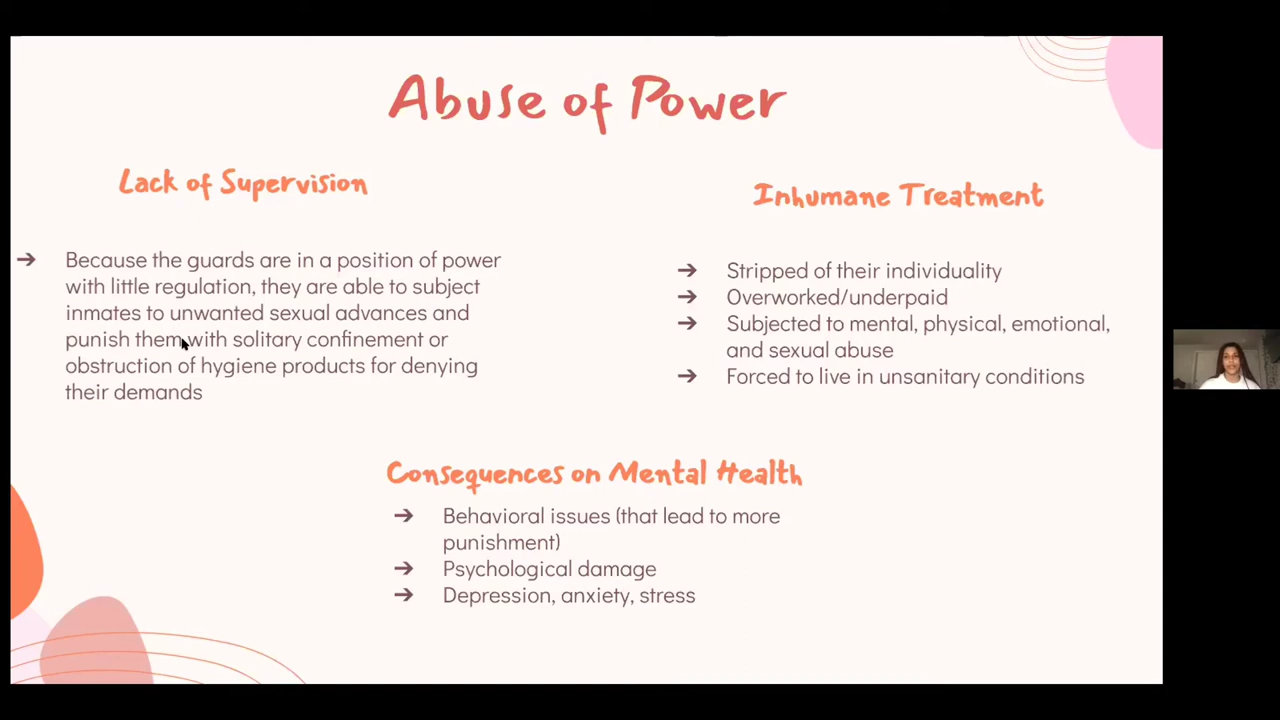 Abuse of Power
Lack of Supervision
Because the guards are in a position of power
with little regulation, they are able to subject
inmates to unwanted sexual advances and
punish them with solitary confinement or
obstruction of hygiene products for denying
their demands
Inhumane Treatment
Stripped of their individuality
Overworked/underpaid
Subjected to mental, physical, emotional,
and sexual abuse
Forced to live in unsanitary conditions
Consequences on Mental Health
Behavioral issues (that lead to more
punishment)
Psychological damage
Depression, anxiety, stress